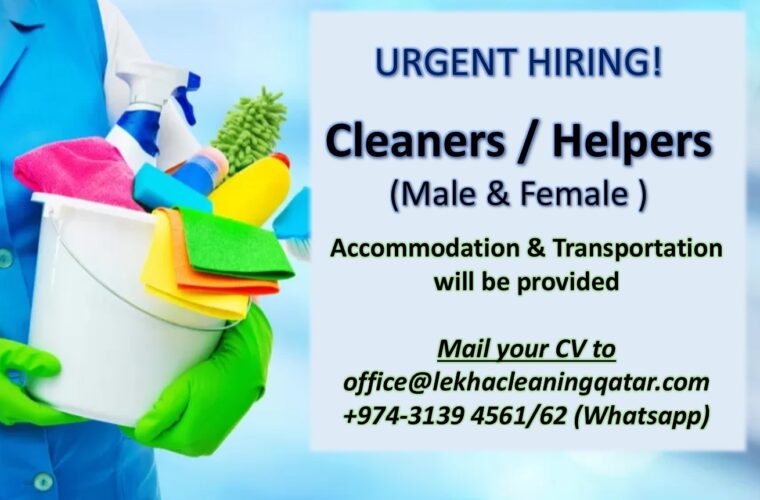 URGENT HIRING!
Cleaners / Helpers
(Male & Female )
Accommodation & Transportation
will be provided
Mail your CV to
office@lekhacleaningqatar.com
+974-3139 4561/62 (Whatsapp)